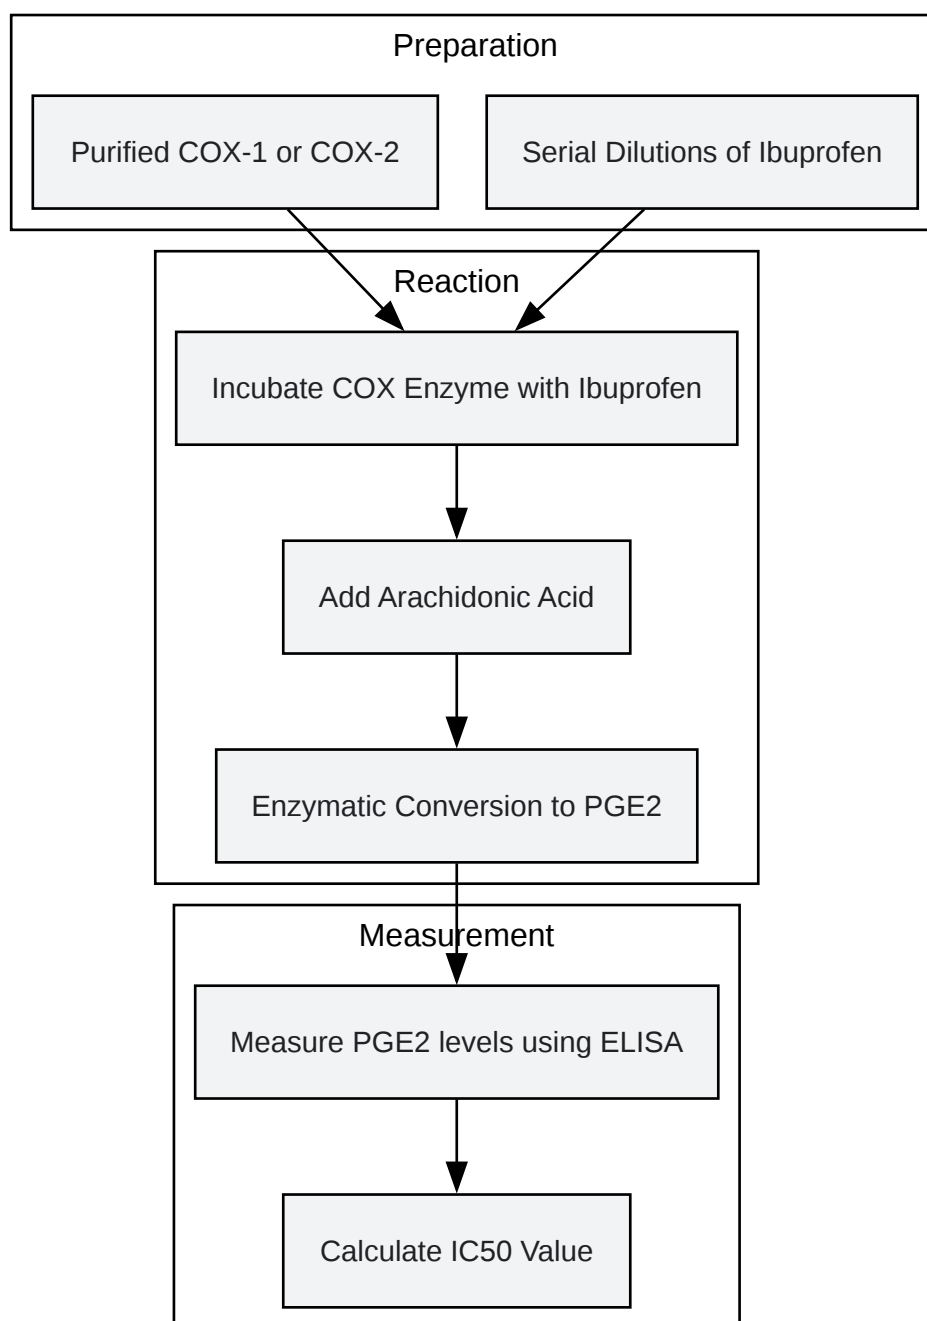 Preparation
Purified COX-1 or COX-2
Serial Dilutions of Ibuprofen
Reaction
Incubate COX Enzyme with Ibuprofen
Add Arachidonic Acid
Enzymatic Conversion to PGE2
Measurement
Measure PGE2 levels using ELISA
Calculate IC50 Value